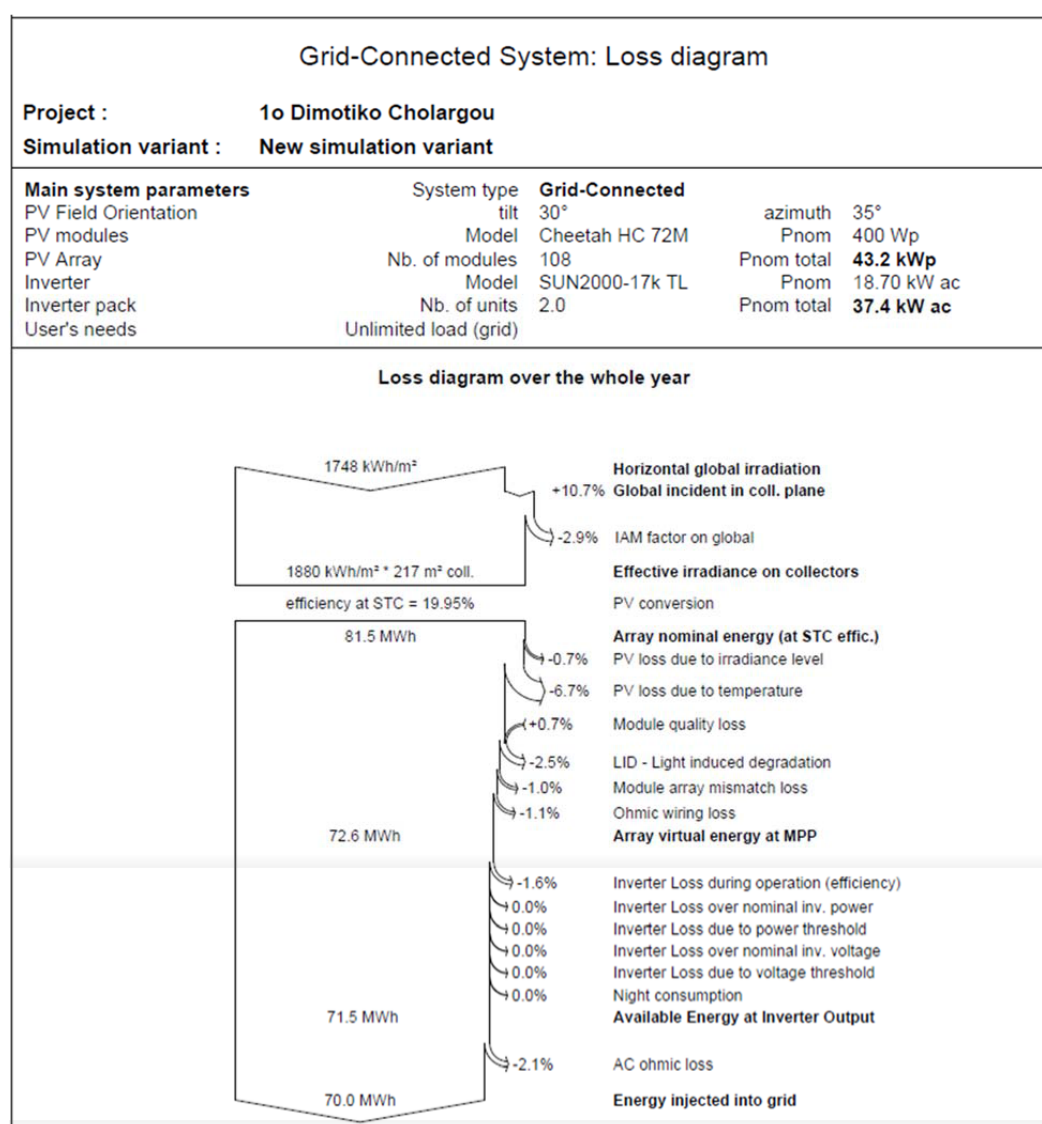 Grid-Connected System: Loss diagram
Project : 1o Dimotiko Cholargou
Simulation variant : New simulation variant
Main system parameters System type Grid-Connected
PV Field Orientation tilt 30° azimuth 35°
PV modules Model Cheetah HC 72M Pnom 400 Wp
PV Array Nb. of modules 108 Pnom total 43.2 kWp
Inverter Model SUN2000-17k TL Pnom 18.70 kW ac
Inverter pack Nb. of units 2.0 Pnom total 37.4 kW ac
User's needs Unlimited load (grid)
Loss diagram over the whole year
1748 kWh/m² Horizontal global irradiation
+10.7% Global incident in coll. plane
-2.9% IAM factor on global
1880 kWh/m² * 217 m² coll. Effective irradiance on collectors
efficiency at STC = 19.95% PV conversion
81.5 MWh Array nominal energy (at STC effic.)
-0.7% PV loss due to irradiance level
-6.7% PV loss due to temperature
+0.7% Module quality loss
-2.5% LID - Light induced degradation
-1.0% Module array mismatch loss
-1.1% Ohmic wiring loss
72.6 MWh Array virtual energy at MPP
-1.6% Inverter Loss during operation (efficiency)
0.0% Inverter Loss over nominal inv. power
0.0% Inverter Loss due to power threshold
0.0% Inverter Loss over nominal inv. voltage
0.0% Inverter Loss due to voltage threshold
0.0% Night consumption
71.5 MWh Available Energy at Inverter Output
-2.1% AC ohmic loss
70.0 MWh Energy injected into grid